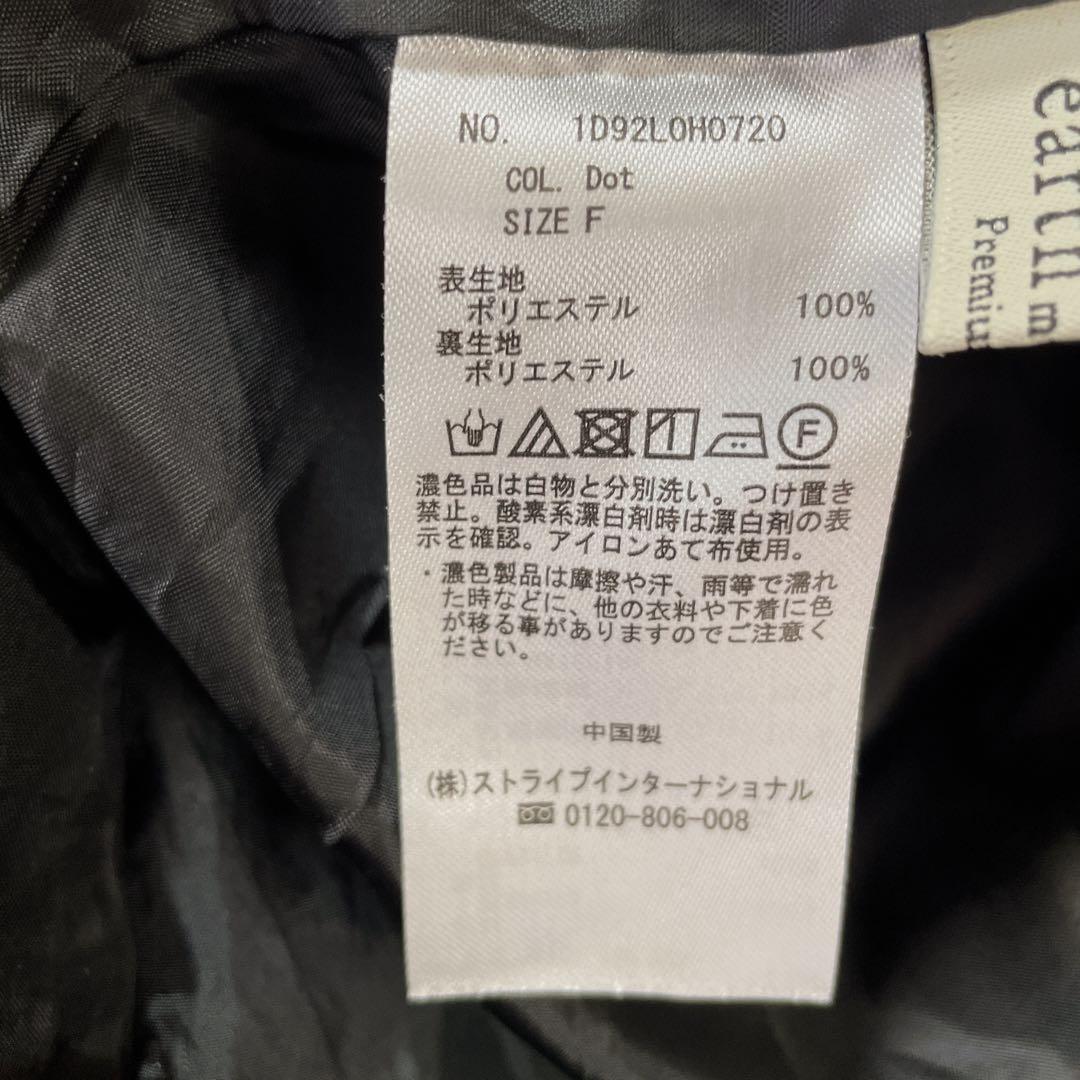 NO. 1D92L0H0720
COL. Dot
SIZE F
表生地
ポリエステル 100%
裏生地
ポリエステル 100%
F
濃色品は白物と分別洗い。つけ置き
禁止。酸素系漂白剤時は漂白剤の表
示を確認。アイロンあて布使用。
・濃色製品は摩擦や汗、雨等で濡れ
た時などに、他の衣料や下着に色
が移る事がありますのでご注意く
ださい。
中国製
(株)ストライプインターナショナル
0120-806-008
earth m
Premiu